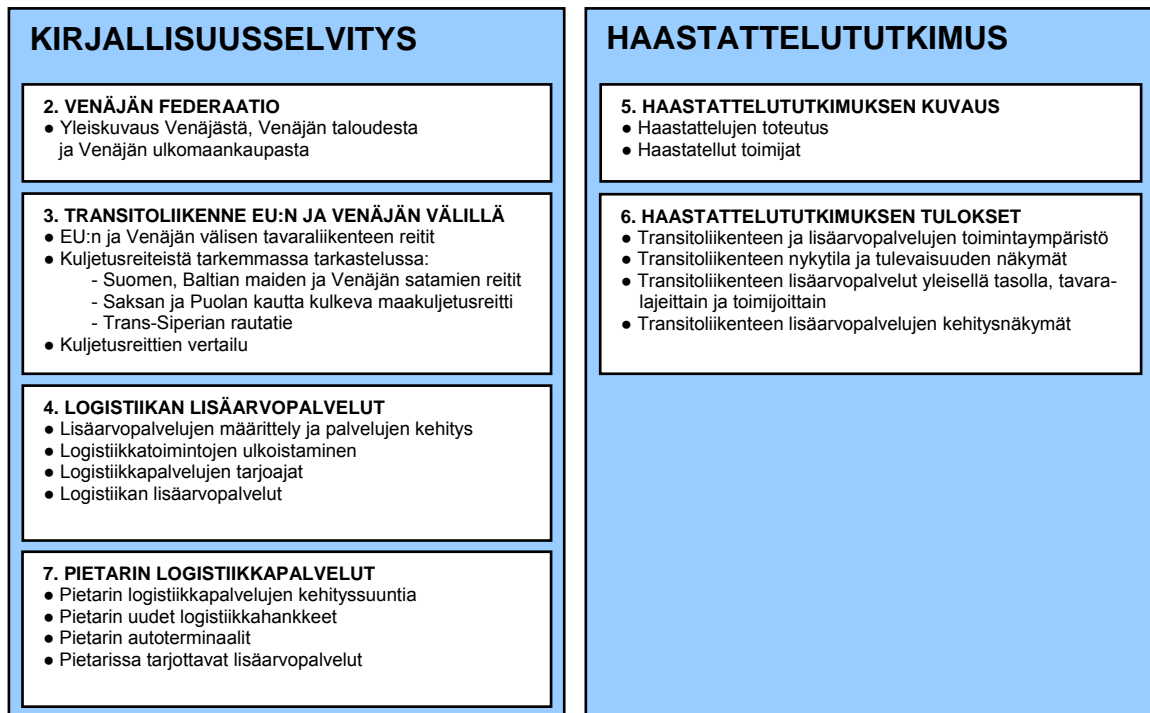 KIRJALLISUUSSELVITYS
2. VENÄJÄN FEDERAATIO
● Yleiskuvaus Venäjästä, Venäjän taloudesta
ja Venäjän ulkomaankaupasta
3. TRANSITOLIIKENNE EU:N JA VENÄJÄN VÄLILLÄ
● EU:n ja Venäjän välisen tavaraliikenteen reitit
● Kuljetusreiteistä tarkemmassa tarkastelussa:
- Suomen, Baltian maiden ja Venäjän satamien reitit
- Saksan ja Puolan kautta kulkeva maakuljetusreitti
- Trans-Siperian rautatie
● Kuljetusreittien vertailu
4. LOGISTIIKAN LISÄARVOPALVELUT
● Lisäarvopalvelujen määrittely ja palvelujen kehitys
● Logistiikkatoimintojen ulkoistaminen
● Logistiikkapalvelujen tarjoajat
● Logistiikan lisäarvopalvelut
7. PIETARIN LOGISTIIKKAPALVELUT
● Pietarin logistiikkapalvelujen kehityssuuntia
● Pietarin uudet logistiikkahankkeet
● Pietarin autoterminaalit
● Pietarissa tarjottavat lisäarvopalvelut
HAASTATTELUTUTKIMUS
5. HAASTATTELUTUTKIMUKSEN KUVAUS
● Haastattelujen toteutus
● Haastatellut toimijat
6. HAASTATTELUTUTKIMUKSEN TULOKSET
● Transitoliikenteen ja lisäarvopalvelujen toimintaympäristö
● Transitoliikenteen nykytila ja tulevaisuuden näkymät
● Transitoliikenteen lisäarvopalvelut yleisellä tasolla, tavara-
lajeittain ja toimijoittain
● Transitoliikenteen lisäarvopalvelujen kehitysnäkymät